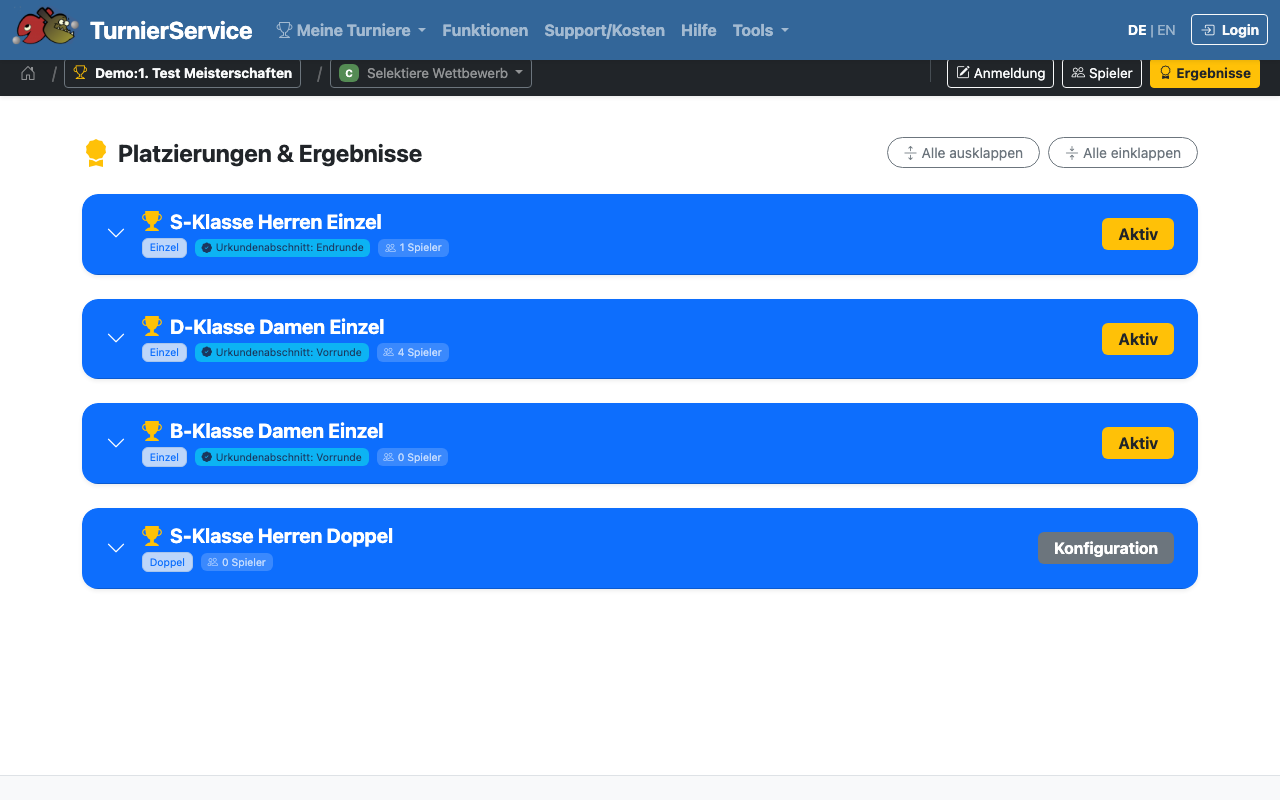 TurnierService Meine Turniere Funktionen Support/Kosten Hilfe Tools DE | EN Login
/ Demo:1. Test Meisterschaften / C Selektiere Wettbewerb Anmeldung Spieler Ergebnisse
Platzierungen & Ergebnisse Alle ausklappen Alle einklappen
S-Klasse Herren Einzel
Einzel Urkundenabschnitt: Endrunde 1 Spieler
Aktiv
D-Klasse Damen Einzel
Einzel Urkundenabschnitt: Vorrunde 4 Spieler
Aktiv
B-Klasse Damen Einzel
Einzel Urkundenabschnitt: Vorrunde 0 Spieler
Aktiv
S-Klasse Herren Doppel
Doppel 0 Spieler
Konfiguration